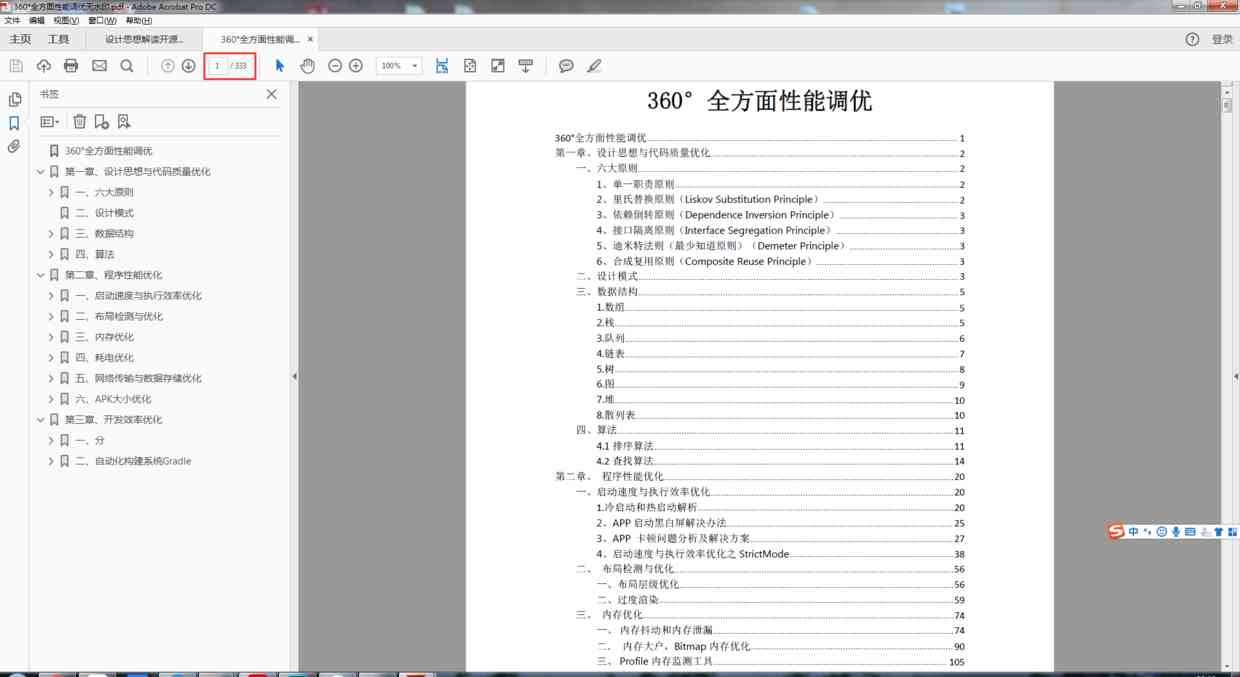 360°全方面性能调优无水印.pdf - Adobe Acrobat Pro DC
文件 编辑 视图(V) 窗口(W) 帮助(H)
主页 工具 设计思想解读开源... 360°全方面性能调... × 登录
1 / 333 100%
书签
360°全方面性能调优
第一章、设计思想与代码质量优化
一、六大原则
二、设计模式
三、数据结构
四、算法
第二章、程序性能优化
一、启动速度与执行效率优化
二、布局检测与优化
三、内存优化
四、耗电优化
五、网络传输与数据存储优化
六、APK大小优化
第三章、开发效率优化
一、分
二、自动化构建系统Gradle
360° 全方面性能调优
360°全方面性能调优 1
第一章、设计思想与代码质量优化 2
一、六大原则 2
1、单一职责原则 2
2、里氏替换原则（Liskov Substitution Principle） 2
3、依赖倒转原则（Dependence Inversion Principle） 3
4、接口隔离原则（Interface Segregation Principle） 3
5、迪米特法则（最少知道原则）（Demeter Principle） 3
6、合成复用原则（Composite Reuse Principle） 3
二、设计模式 3
三、数据结构 5
1.数组 5
2.栈 5
3.队列 6
4.链表 7
5.树 8
6.图 9
7.堆 10
8.散列表 10
四、算法 11
4.1 排序算法 11
4.2 查找算法 14
第二章、 程序性能优化 20
一、启动速度与执行效率优化 20
1.冷启动和热启动解析 20
2、APP 启动黑白屏解决办法 25
3、APP 卡顿问题分析及解决方案 27
4、启动速度与执行效率优化之 StrictMode 38
二、 布局检测与优化 56
一、布局层级优化 56
二、过度渲染 59
三、 内存优化 74
一、 内存抖动和内存泄漏 74
二、 内存大户，Bitmap 内存优化 90
三、Profile 内存监测工具 105
中